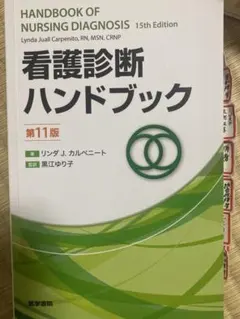 HANDBOOK OF
NURSING DIAGNOSIS 15th Edition
Lynda Juall Carpenito, RN, MSN, CRNP
看護診断
ハンドブック
第11版
著 リンダ J. カルペニート
監訳 黒江ゆり子
医学書院